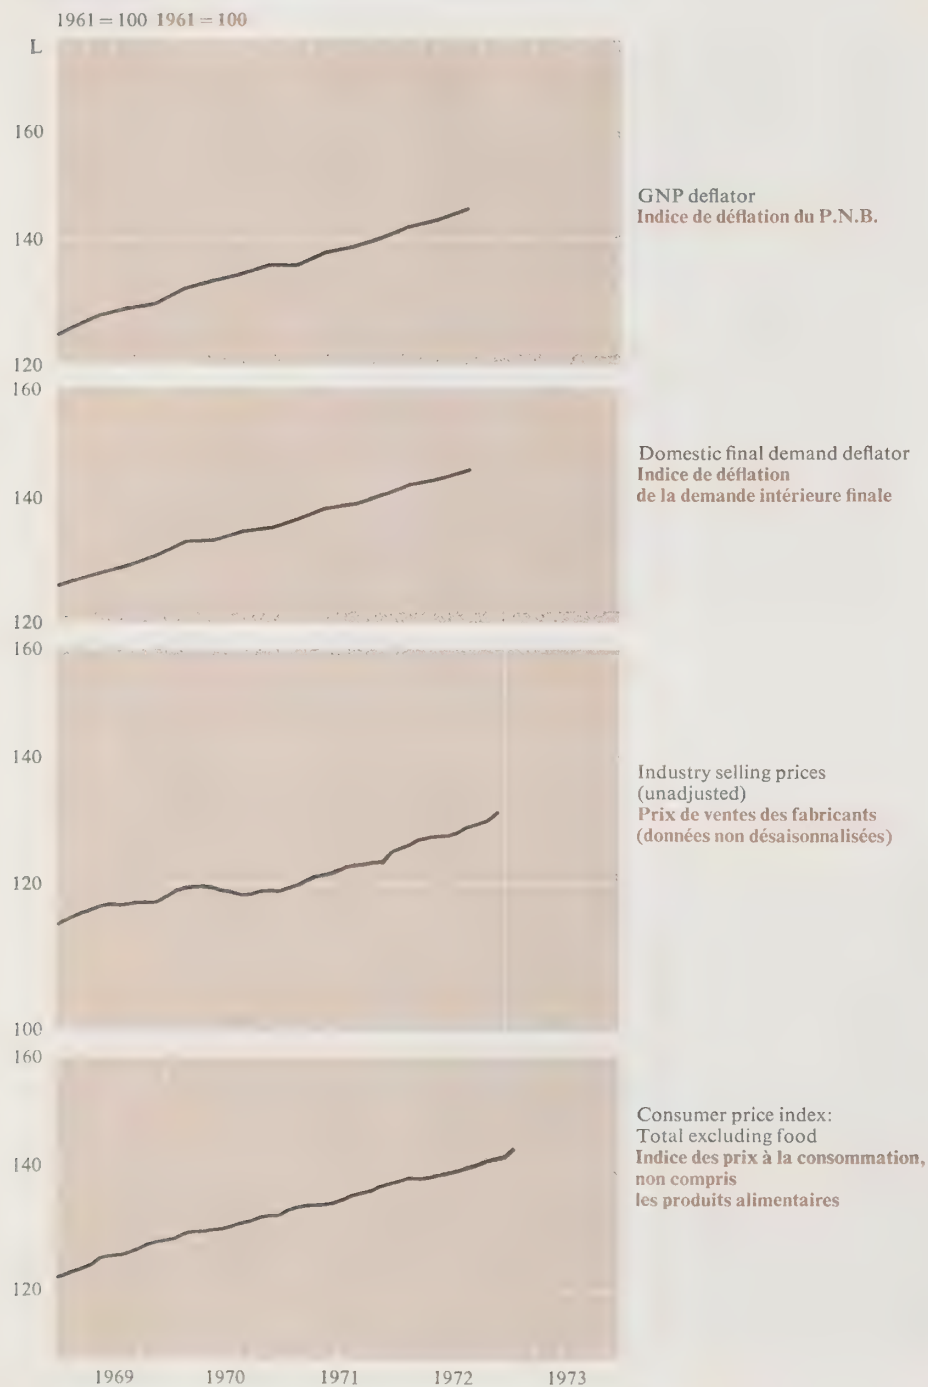 1961 = 100 1961 = 100
L
160
140
120
GNP deflator
Indice de déflation du P.N.B.
160
140
120
Domestic final demand deflator
Indice de déflation
de la demande intérieure finale
160
140
120
100
Industry selling prices
(unadjusted)
Prix de ventes des fabricants
(données non désaisonnalisées)
160
140
120
Consumer price index:
Total excluding food
Indice des prix à la consommation,
non compris
les produits alimentaires
1969 1970 1971 1972 1973